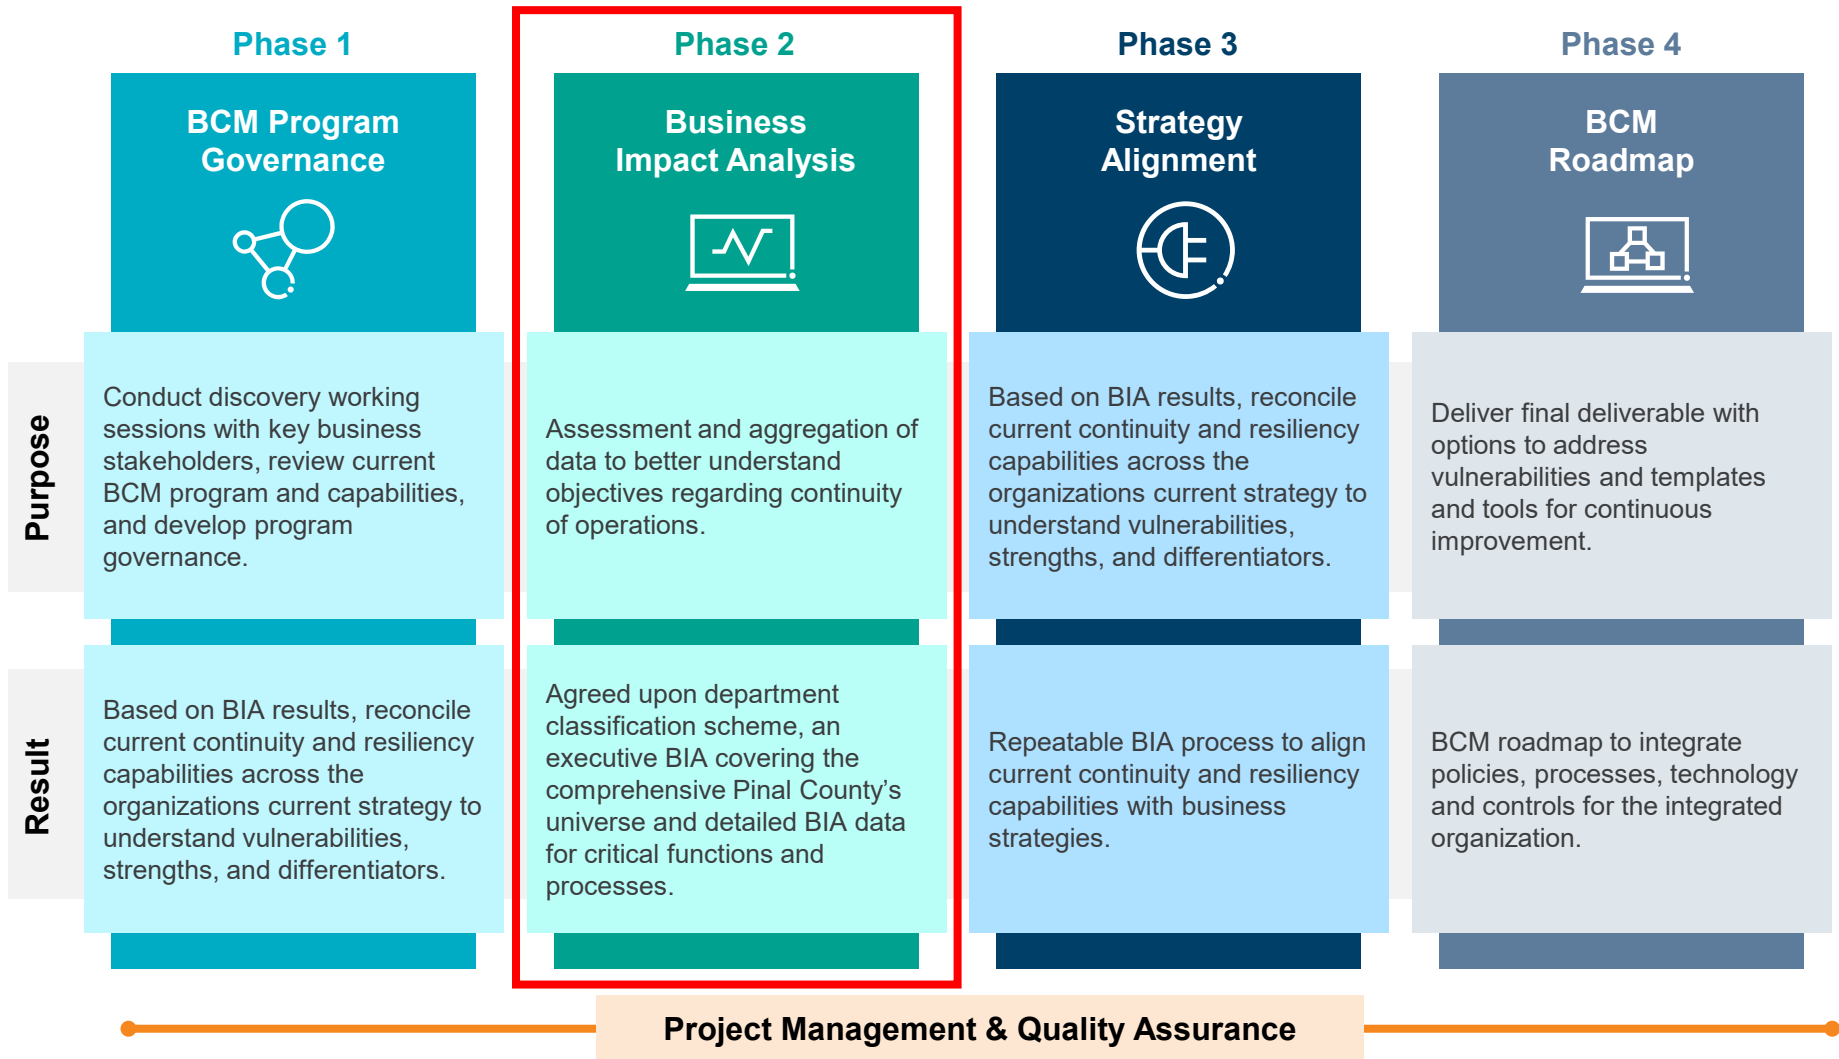 Phase 1
BCM Program
Governance
Phase 2
Business
Impact Analysis
Phase 3
Strategy
Alignment
Phase 4
BCM
Roadmap
Purpose
Conduct discovery working
sessions with key business
stakeholders, review current
BCM program and capabilities,
and develop program
governance.
Assessment and aggregation of
data to better understand
objectives regarding continuity
of operations.
Based on BIA results, reconcile
current continuity and resiliency
capabilities across the
organizations current strategy to
understand vulnerabilities,
strengths, and differentiators.
Deliver final deliverable with
options to address
vulnerabilities and templates
and tools for continuous
improvement.
Result
Based on BIA results, reconcile
current continuity and resiliency
capabilities across the
organizations current strategy to
understand vulnerabilities,
strengths, and differentiators.
Agreed upon department
classification scheme, an
executive BIA covering the
comprehensive Pinal County’s
universe and detailed BIA data
for critical functions and
processes.
Repeatable BIA process to align
current continuity and resiliency
capabilities with business
strategies.
BCM roadmap to integrate
policies, processes, technology
and controls for the integrated
organization.
Project Management & Quality Assurance